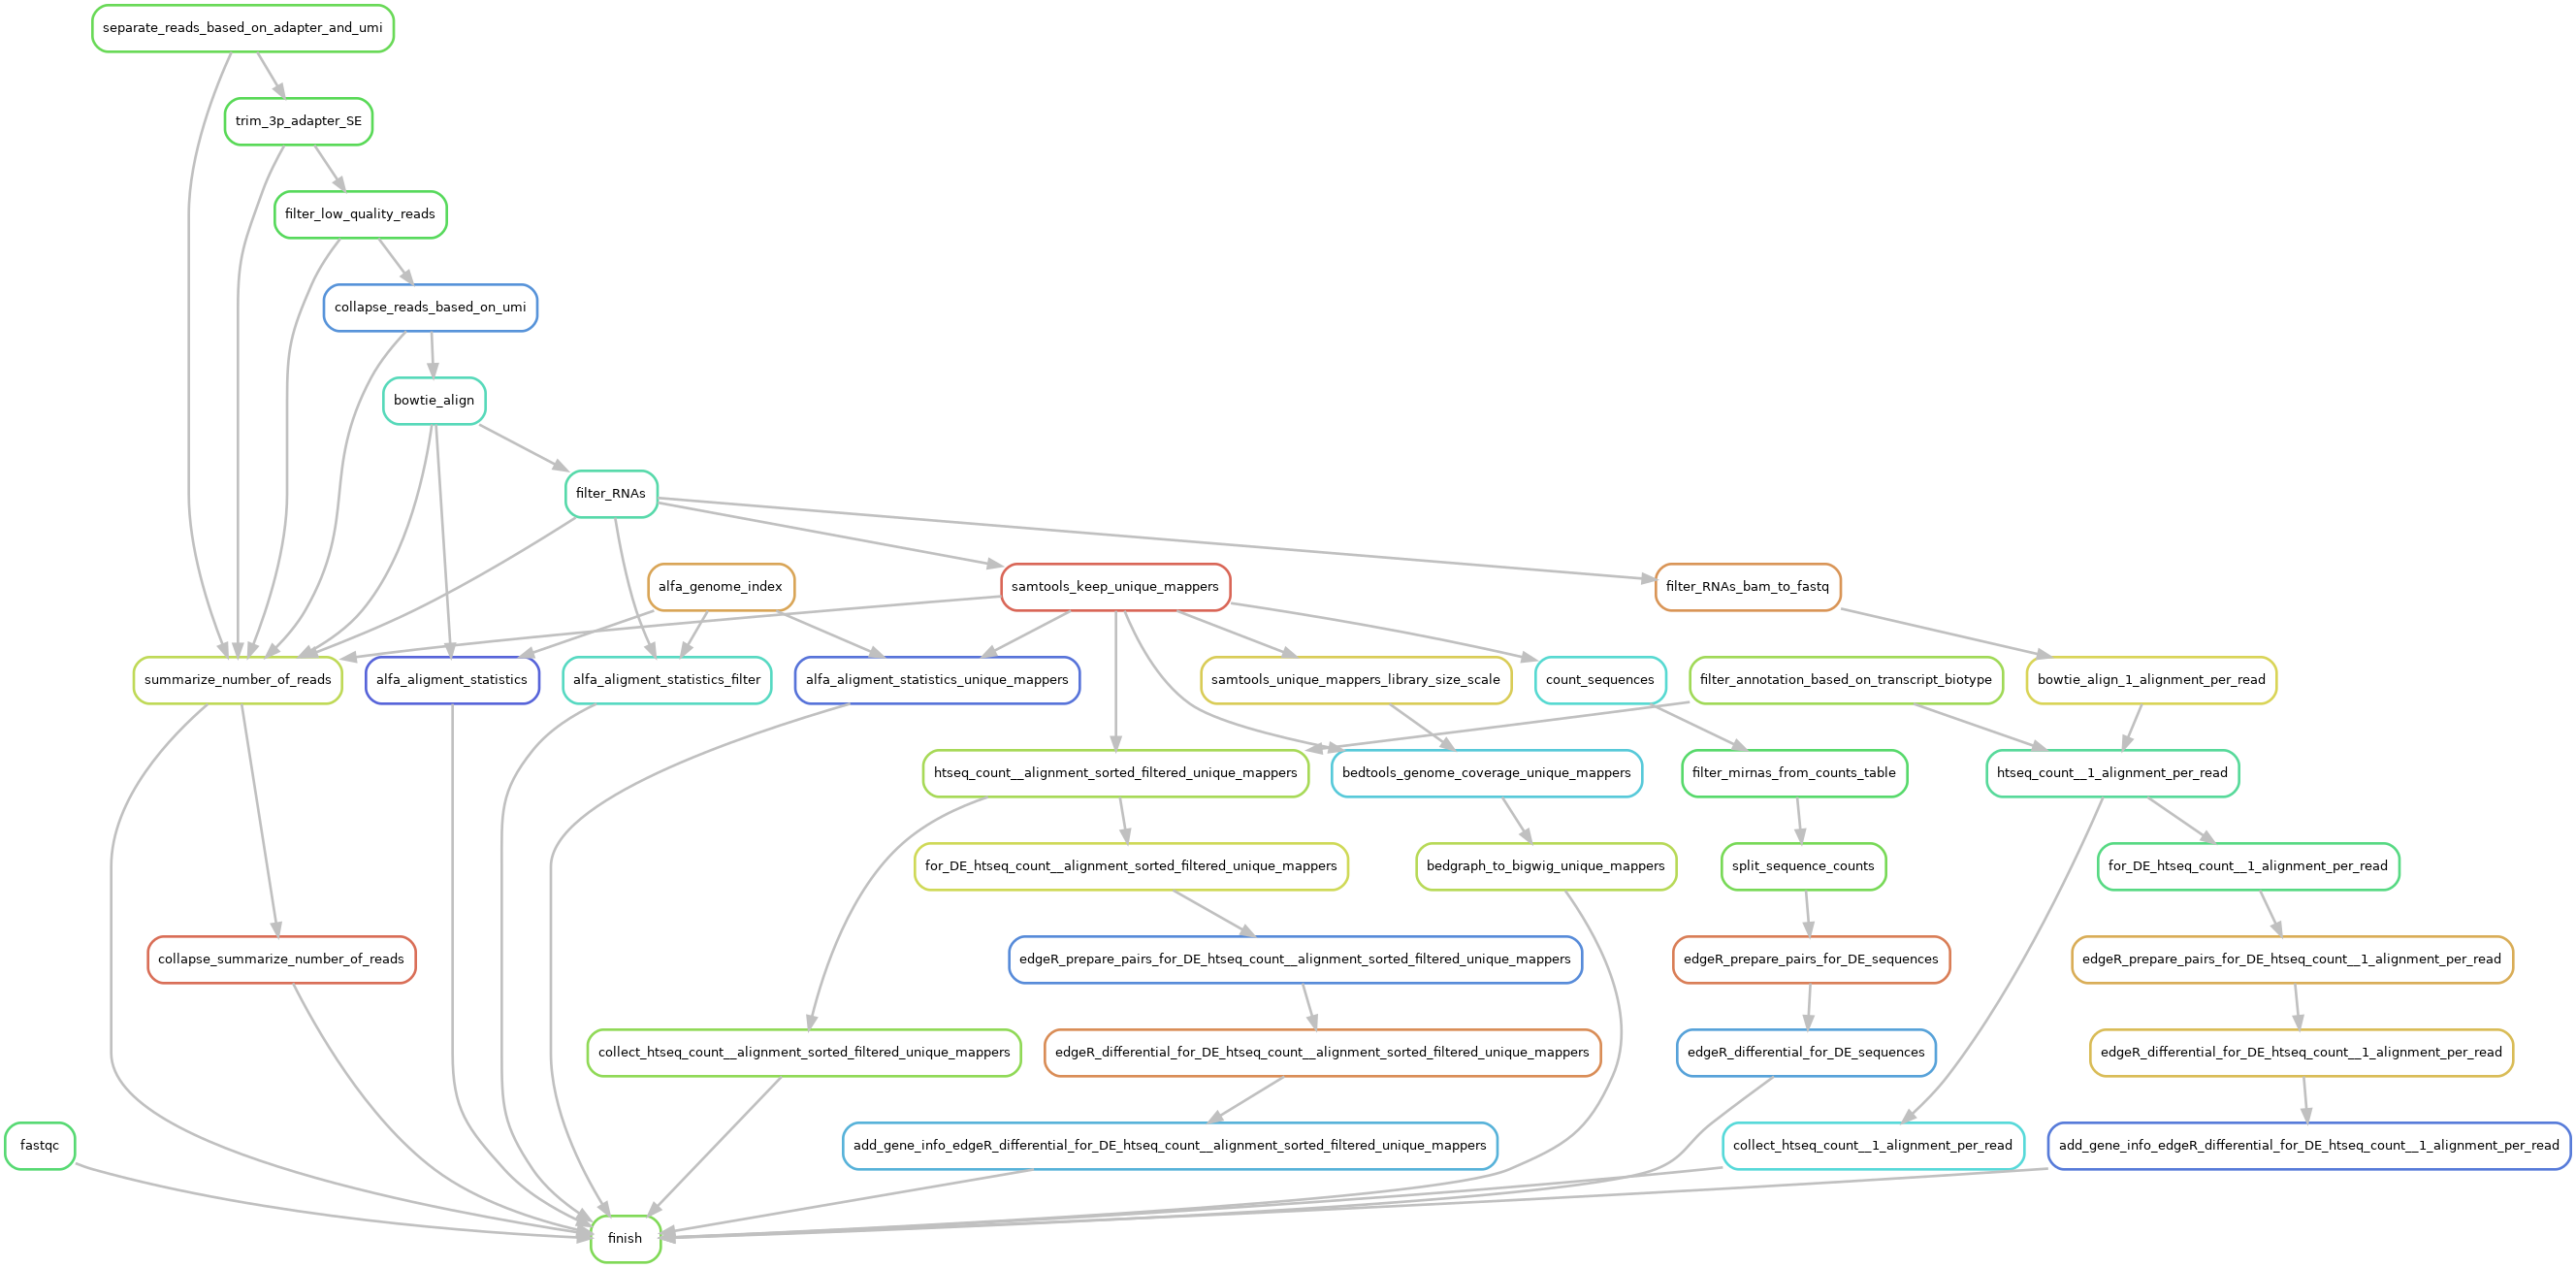 separate_reads_based_on_adapter_and_umi
trim_3p_adapter_SE
filter_low_quality_reads
collapse_reads_based_on_umi
bowtie_align
filter_RNAs
alfa_genome_index
samtools_keep_unique_mappers
filter_RNAs_bam_to_fastq
summarize_number_of_reads
alfa_aligment_statistics
alfa_aligment_statistics_filter
alfa_aligment_statistics_unique_mappers
samtools_unique_mappers_library_size_scale
count_sequences
filter_annotation_based_on_transcript_biotype
bowtie_align_1_alignment_per_read
htseq_count__alignment_sorted_filtered_unique_mappers
bedtools_genome_coverage_unique_mappers
filter_mirnas_from_counts_table
htseq_count__1_alignment_per_read
for_DE_htseq_count__alignment_sorted_filtered_unique_mappers
bedgraph_to_bigwig_unique_mappers
split_sequence_counts
for_DE_htseq_count__1_alignment_per_read
collapse_summarize_number_of_reads
edgeR_prepare_pairs_for_DE_htseq_count__alignment_sorted_filtered_unique_mappers
edgeR_prepare_pairs_for_DE_sequences
edgeR_prepare_pairs_for_DE_htseq_count__1_alignment_per_read
collect_htseq_count__alignment_sorted_filtered_unique_mappers
edgeR_differential_for_DE_htseq_count__alignment_sorted_filtered_unique_mappers
edgeR_differential_for_DE_sequences
edgeR_differential_for_DE_htseq_count__1_alignment_per_read
fastqc
add_gene_info_edgeR_differential_for_DE_htseq_count__alignment_sorted_filtered_unique_mappers
collect_htseq_count__1_alignment_per_read
add_gene_info_edgeR_differential_for_DE_htseq_count__1_alignment_per_read
finish